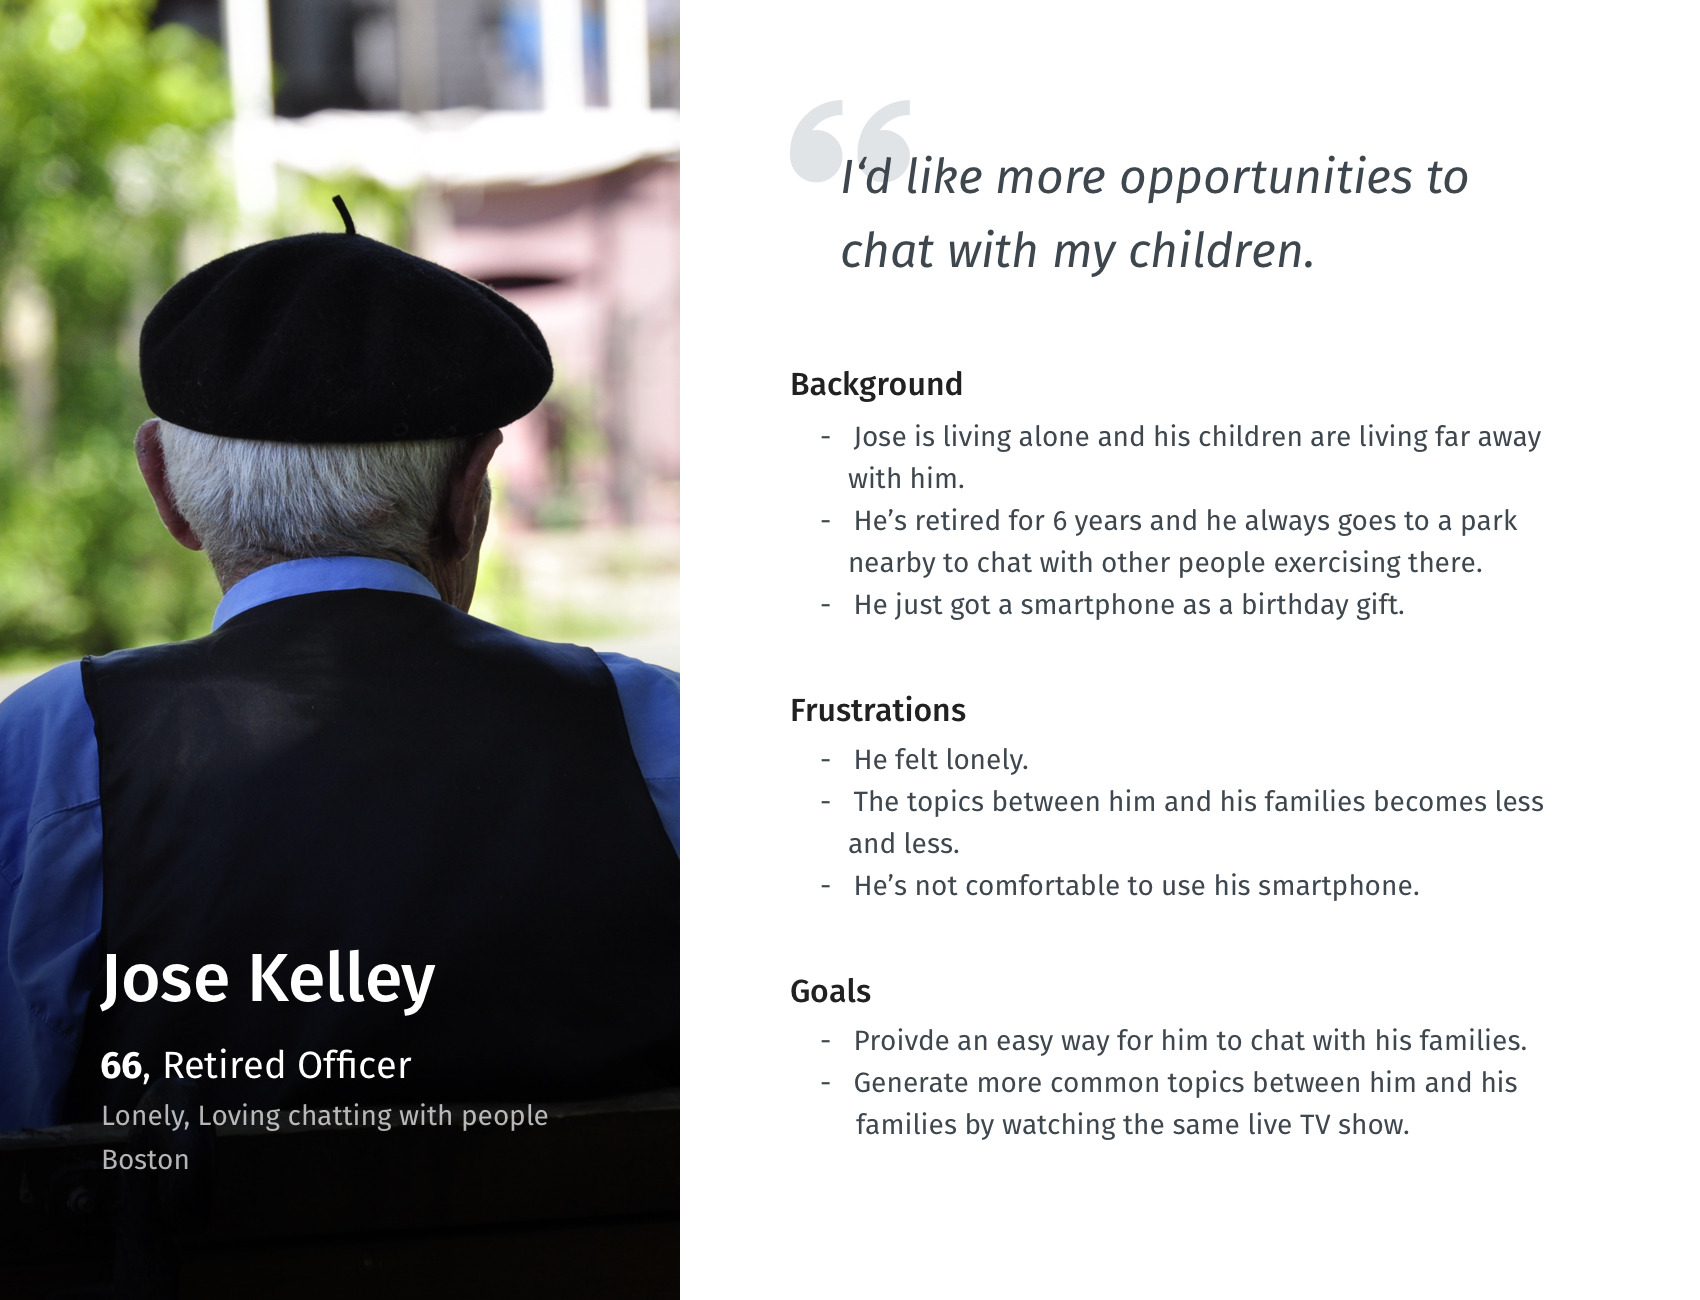 I‘d like more opportunities to
chat with my children.
Background
- Jose is living alone and his children are living far away
with him.
- He’s retired for 6 years and he always goes to a park
nearby to chat with other people exercising there.
- He just got a smartphone as a birthday gift.
Frustrations
- He felt lonely.
- The topics between him and his families becomes less
and less.
- He’s not comfortable to use his smartphone.
Goals
- Proivde an easy way for him to chat with his families.
- Generate more common topics between him and his
families by watching the same live TV show.
Jose Kelley
66, Retired Officer
Lonely, Loving chatting with people
Boston